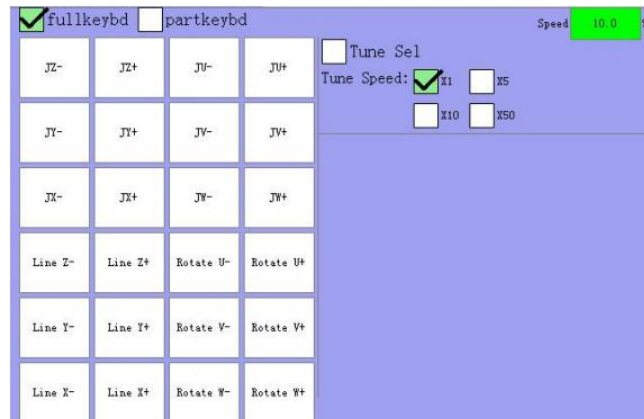 fullkeybd partkeybd Speed 10.0
JZ- JZ+ JU- JU+ Tune Sel
Tune Speed: X1 X5
JY- JY+ JV- JV+ X10 X50
JX- JX+ JW- JW+
Line Z- Line Z+ Rotate U- Rotate U+
Line Y- Line Y+ Rotate V- Rotate V+
Line X- Line X+ Rotate W- Rotate W+